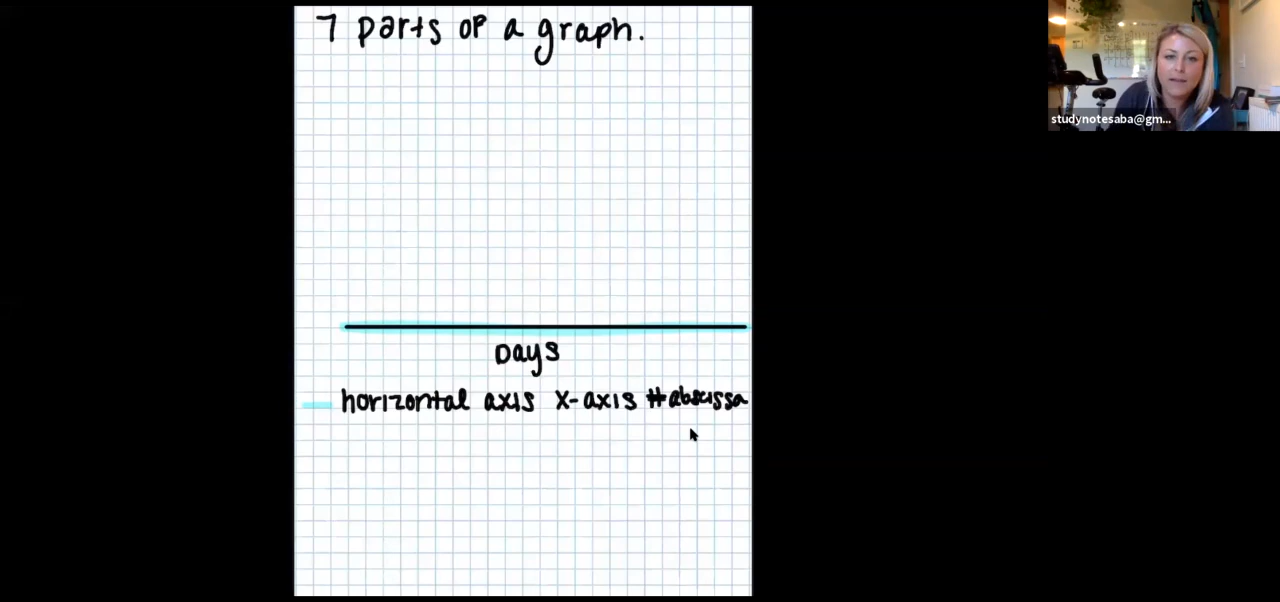 7 parts of a graph.
studynotesaba@gm...
Days
horizontal axis x-axis #abscissa